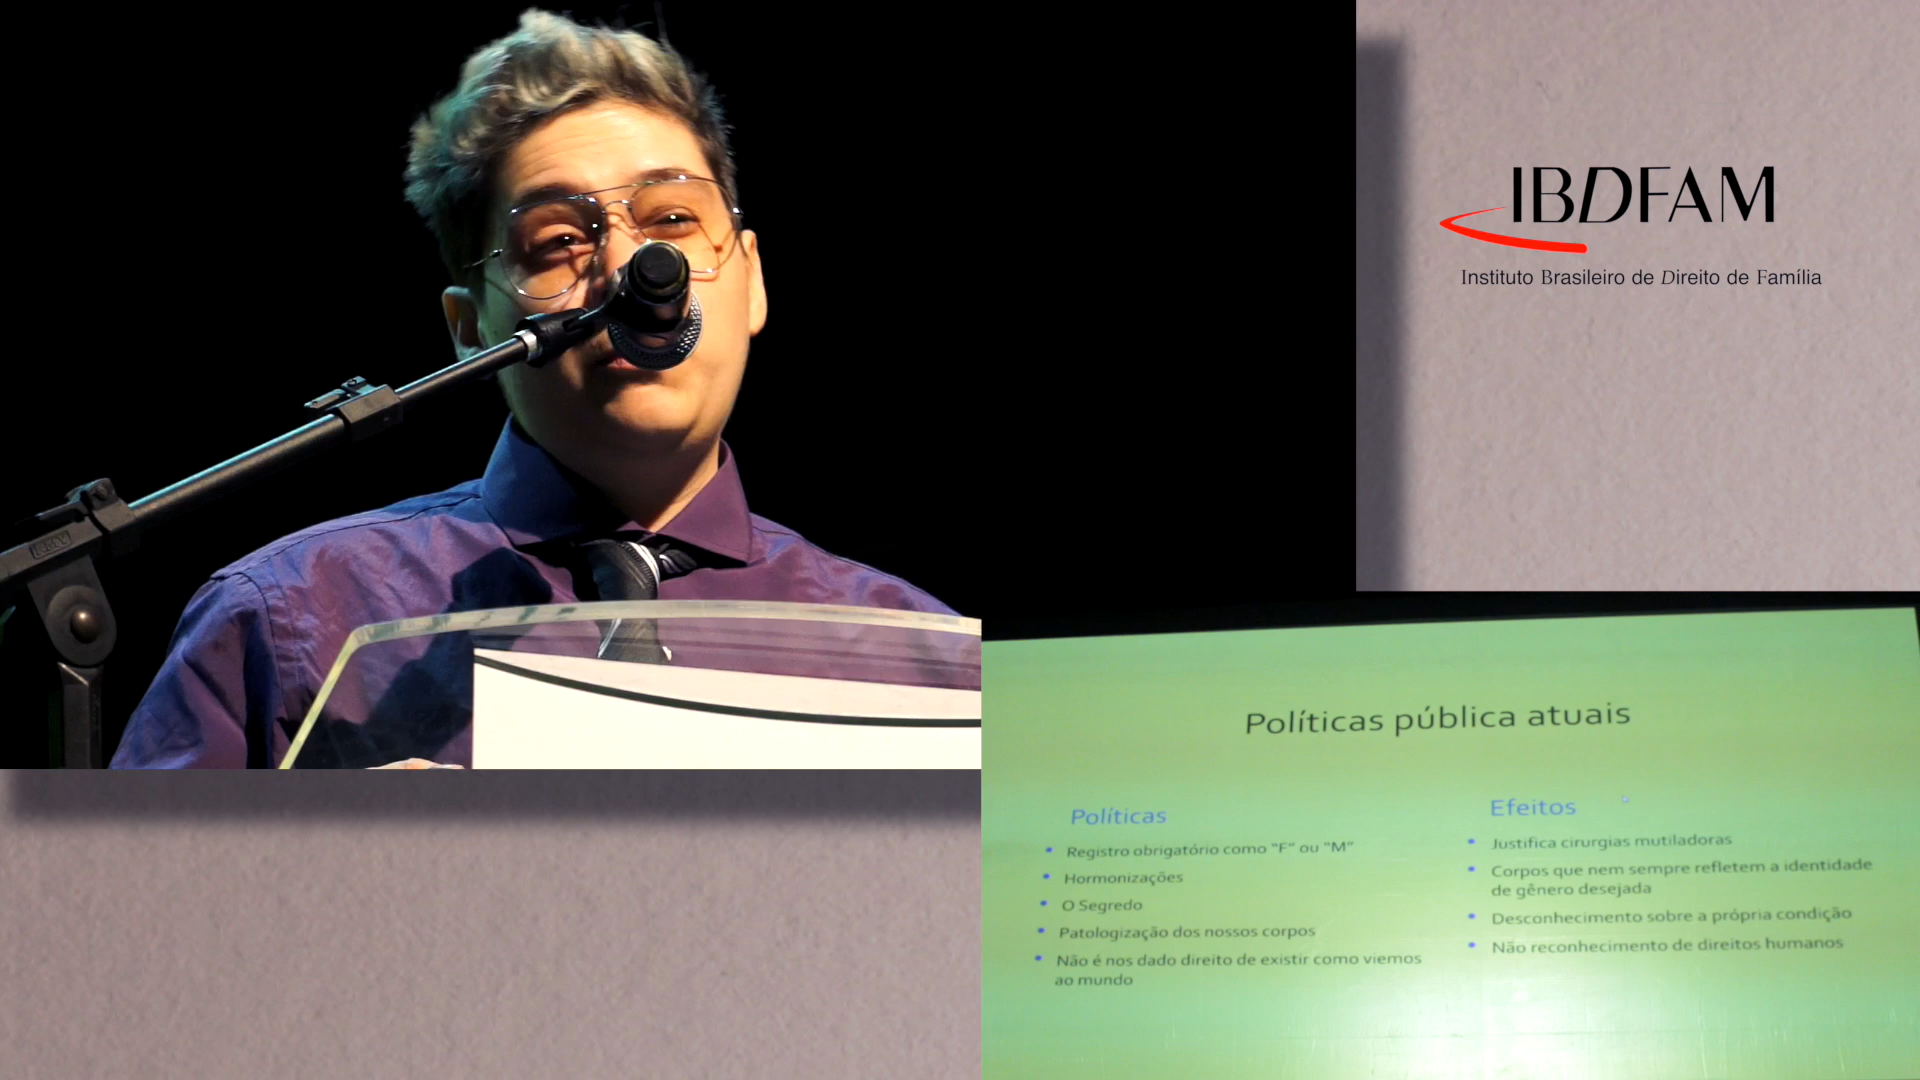 IBDFAM
Instituto Brasileiro de Direito de Família
Políticas pública atuais
Políticas
Registro obrigatório como "F" ou "M"
Hormonizações
O Segredo
Patologização dos nossos corpos
Não é nos dado direito de existir como viemos
ao mundo
Efeitos
Justifica cirurgias mutiladoras
Corpos que nem sempre refletem a identidade
de gênero desejada
Desconhecimento sobre a própria condição
Não reconhecimento de direitos humanos